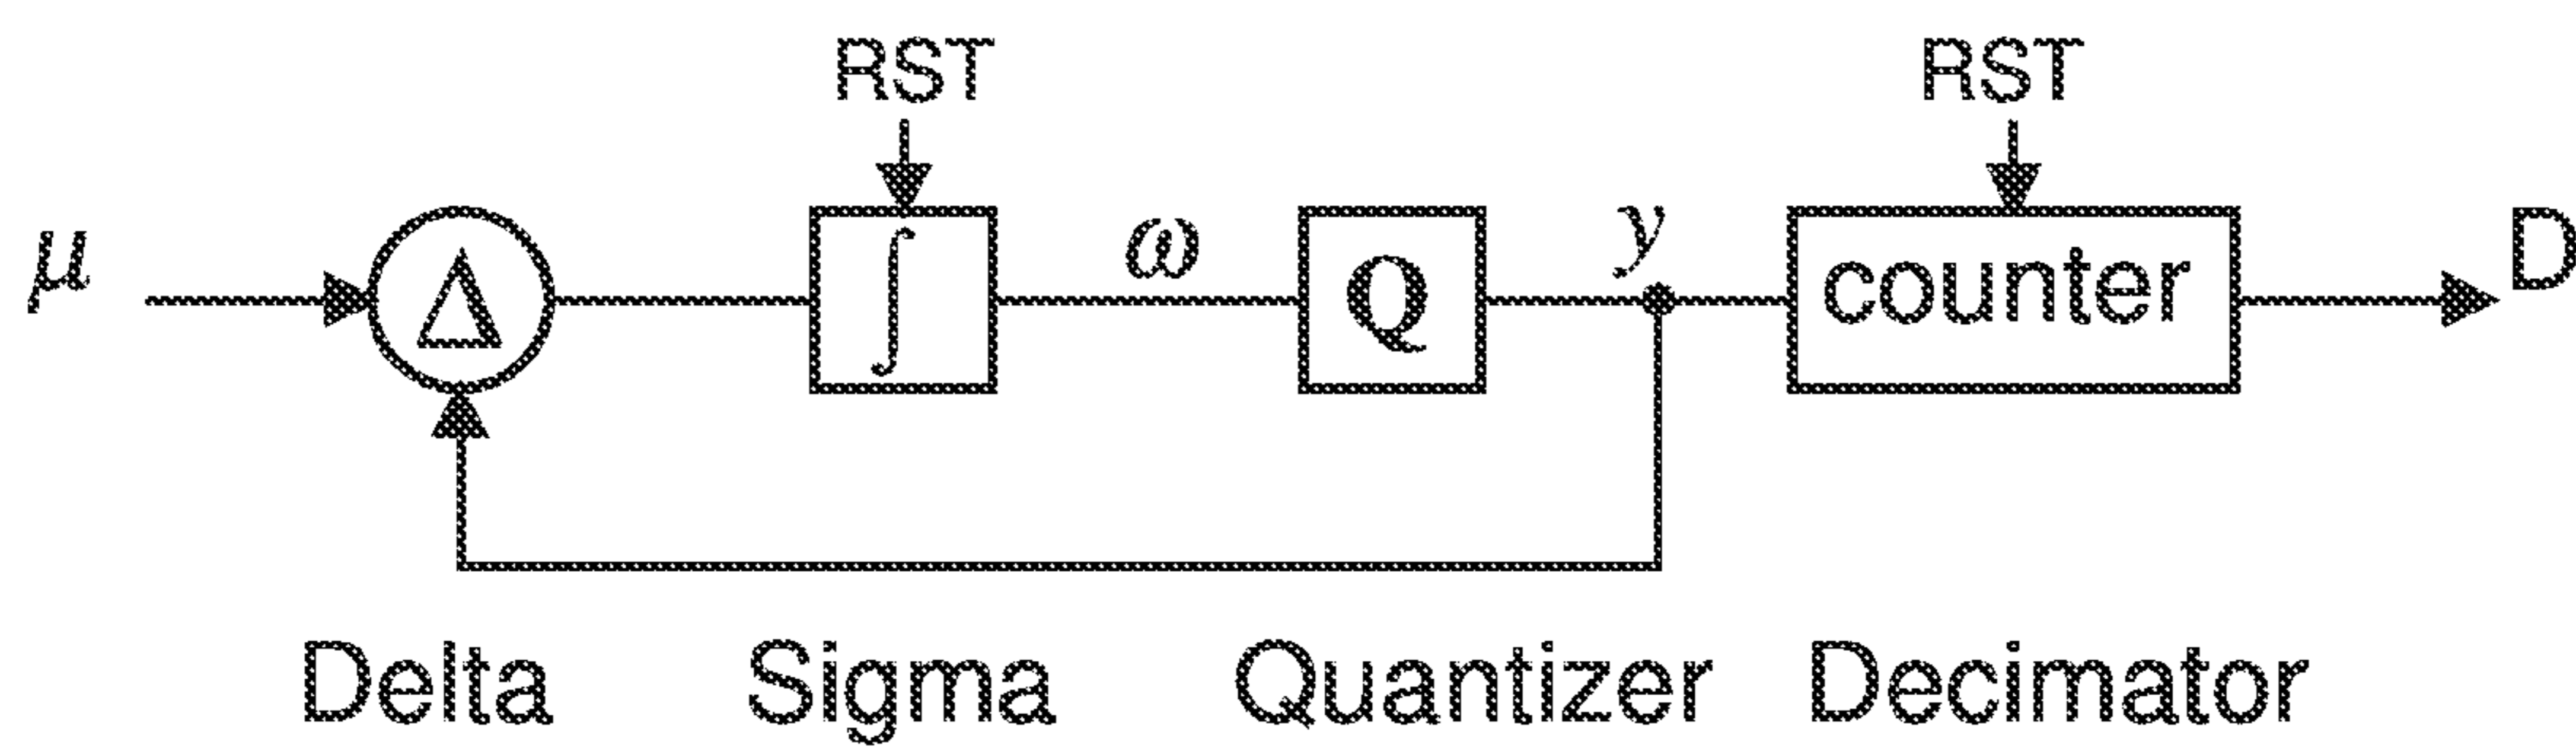 RST RST
μ Δ ∫ ω Q y counter D
Delta Sigma Quantizer Decimator